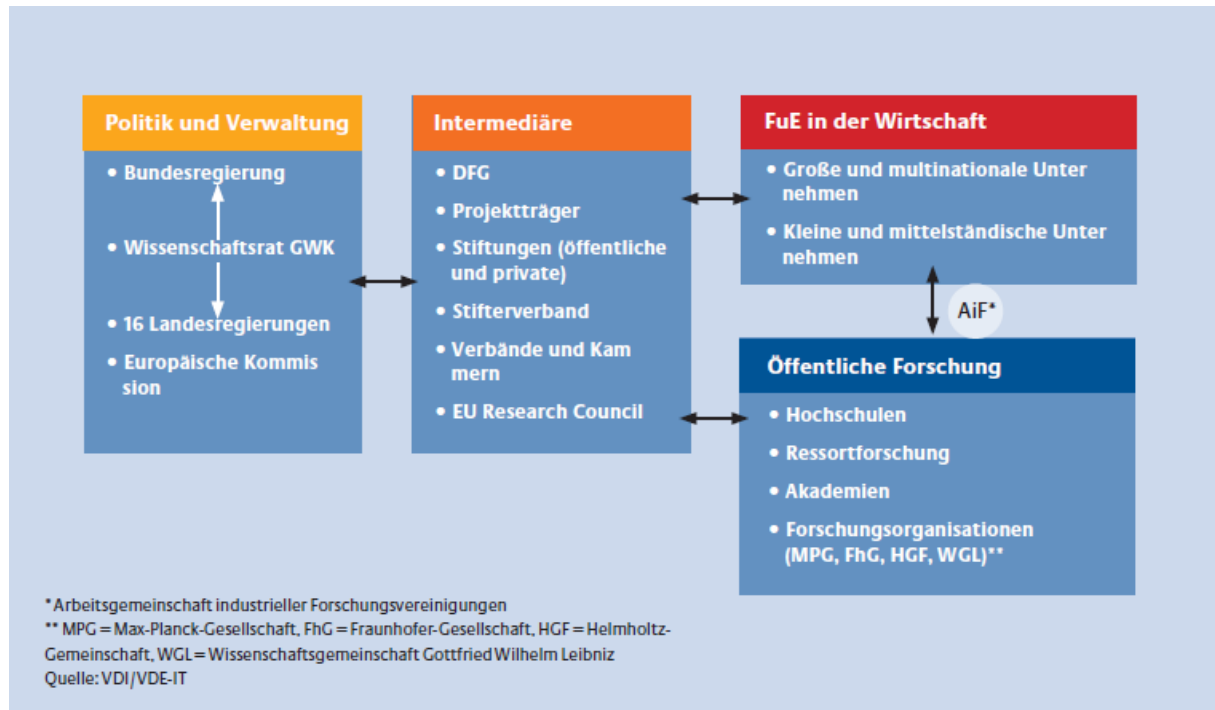 Politik und Verwaltung
• Bundesregierung
• Wissenschaftsrat GWK
• 16 Landesregierungen
• Europäische Kommis
sion
Intermediäre
• DFG
• Projektträger
• Stiftungen (öffentliche
und private)
• Stifterverband
• Verbände und Kam
mern
• EU Research Council
FuE in der Wirtschaft
• Große und multinationale Unter
nehmen
• Kleine und mittelständische Unter
nehmen
AiF*
Öffentliche Forschung
• Hochschulen
• Ressortforschung
• Akademien
• Forschungsorganisationen
(MPG, FhG, HGF, WGL)**
*Arbeitsgemeinschaft industrieller Forschungsvereinigungen
** MPG = Max-Planck-Gesellschaft, FhG = Fraunhofer-Gesellschaft, HGF = Helmholtz-
Gemeinschaft, WGL= Wissenschaftsgemeinschaft Gottfried Wilhelm Leibniz
Quelle: VDI/VDE-IT